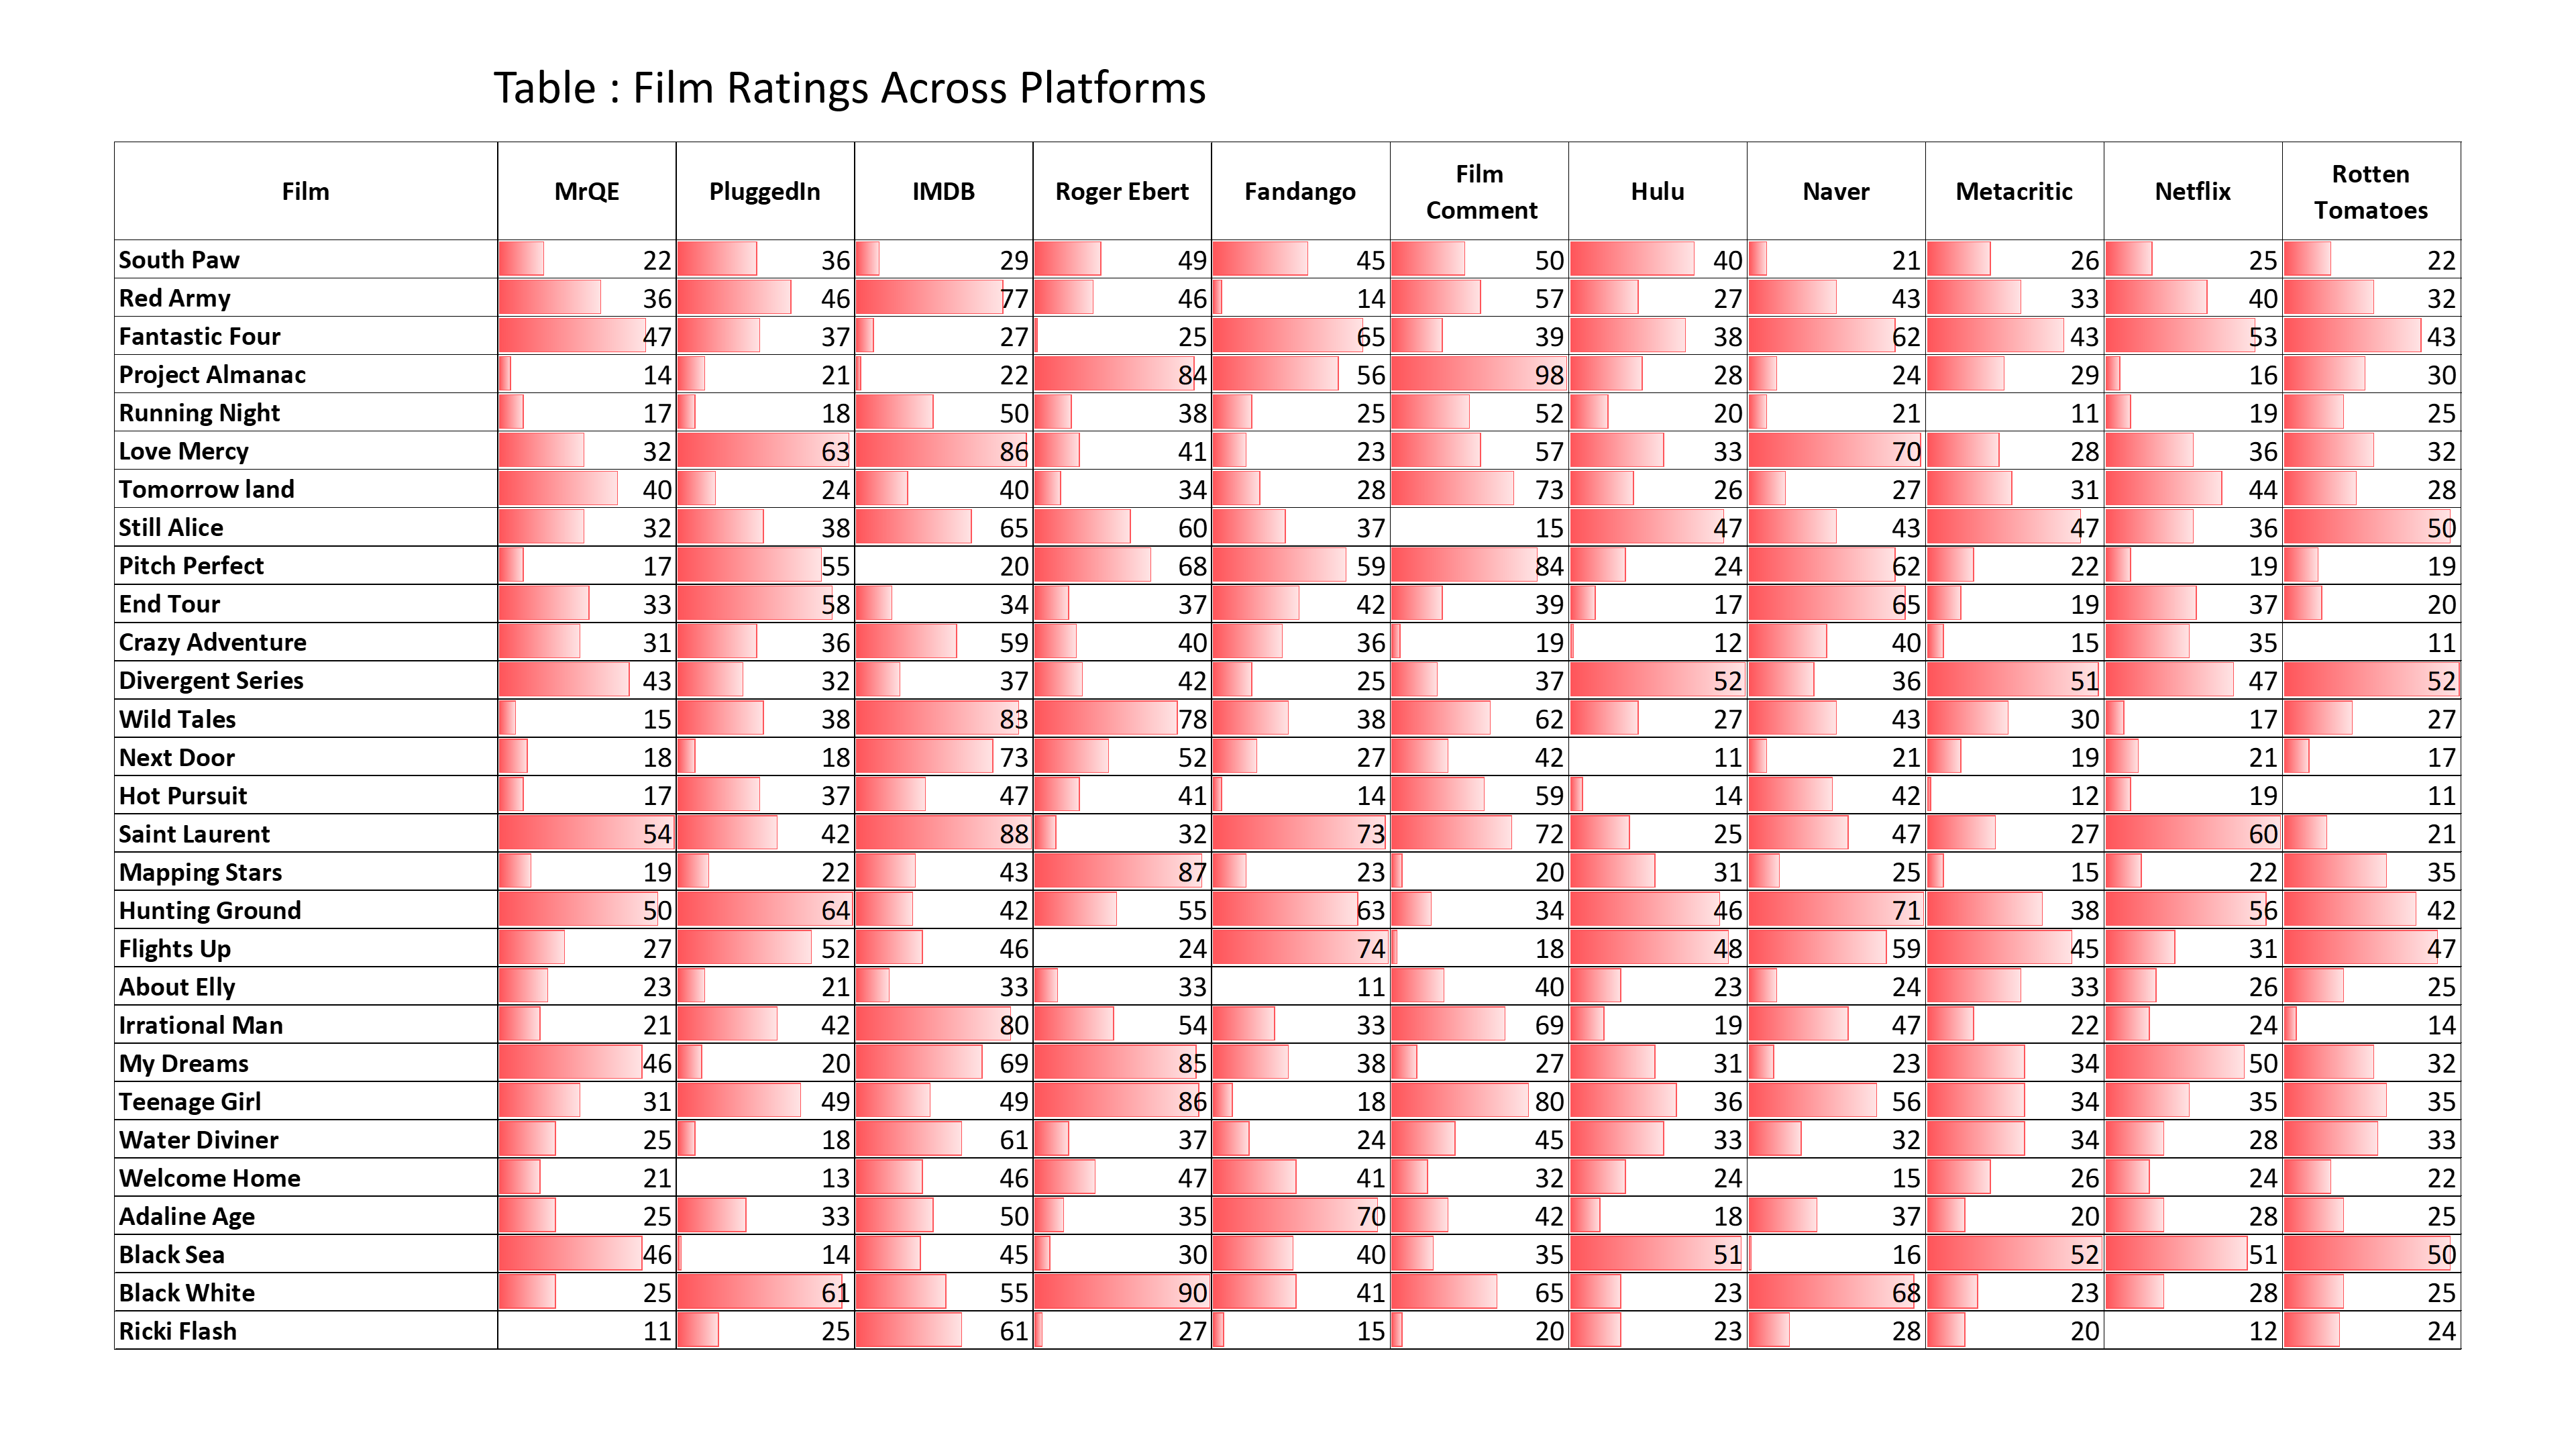 Table : Film Ratings Across Platforms
Film MrQE PluggedIn IMDB Roger Ebert Fandango Film Comment Hulu Naver Metacritic Netflix Rotten Tomatoes
South Paw 22 36 29 49 45 50 40 21 26 25 22
Red Army 36 46 77 46 14 57 27 43 33 40 32
Fantastic Four 47 37 27 25 65 39 38 62 43 53 43
Project Almanac 14 21 22 84 56 98 28 24 29 16 30
Running Night 17 18 50 38 25 52 20 21 11 19 25
Love Mercy 32 63 86 41 23 57 33 70 28 36 32
Tomorrow land 40 24 40 34 28 73 26 27 31 44 28
Still Alice 32 38 65 60 37 15 47 43 47 36 50
Pitch Perfect 17 55 20 68 59 84 24 62 22 19 19
End Tour 33 58 34 37 42 39 17 65 19 37 20
Crazy Adventure 31 36 59 40 36 19 12 40 15 35 11
Divergent Series 43 32 37 42 25 37 52 36 51 47 52
Wild Tales 15 38 83 78 38 62 27 43 30 17 27
Next Door 18 18 73 52 27 42 11 21 19 21 17
Hot Pursuit 17 37 47 41 14 59 14 42 12 19 11
Saint Laurent 54 42 88 32 73 72 25 47 27 60 21
Mapping Stars 19 22 43 87 23 20 31 25 15 22 35
Hunting Ground 50 64 42 55 63 34 46 71 38 56 42
Flights Up 27 52 46 24 74 18 48 59 45 31 47
About Elly 23 21 33 33 11 40 23 24 33 26 25
Irrational Man 21 42 80 54 33 69 19 47 22 24 14
My Dreams 46 20 69 85 38 27 31 23 34 50 32
Teenage Girl 31 49 49 86 18 80 36 56 34 35 35
Water Diviner 25 18 61 37 24 45 33 32 34 28 33
Welcome Home 21 13 46 47 41 32 24 15 26 24 22
Adaline Age 25 33 50 35 70 42 18 37 20 28 25
Black Sea 46 14 45 30 40 35 51 16 52 51 50
Black White 25 61 55 90 41 65 23 68 23 28 25
Ricki Flash 11 25 61 27 15 20 23 28 20 12 24